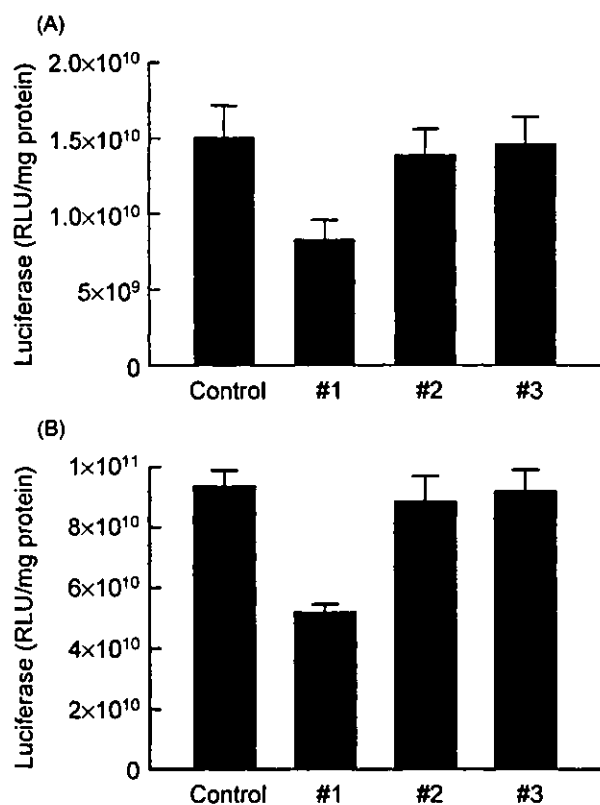 (A)
Luciferase (RLU/mg protein)
2.0×10¹⁰
1.5×10¹⁰
1.0×10¹⁰
5×10⁹
0
Control #1 #2 #3
(B)
Luciferase (RLU/mg protein)
1×10¹¹
8×10¹⁰
6×10¹⁰
4×10¹⁰
2×10¹⁰
0
Control #1 #2 #3